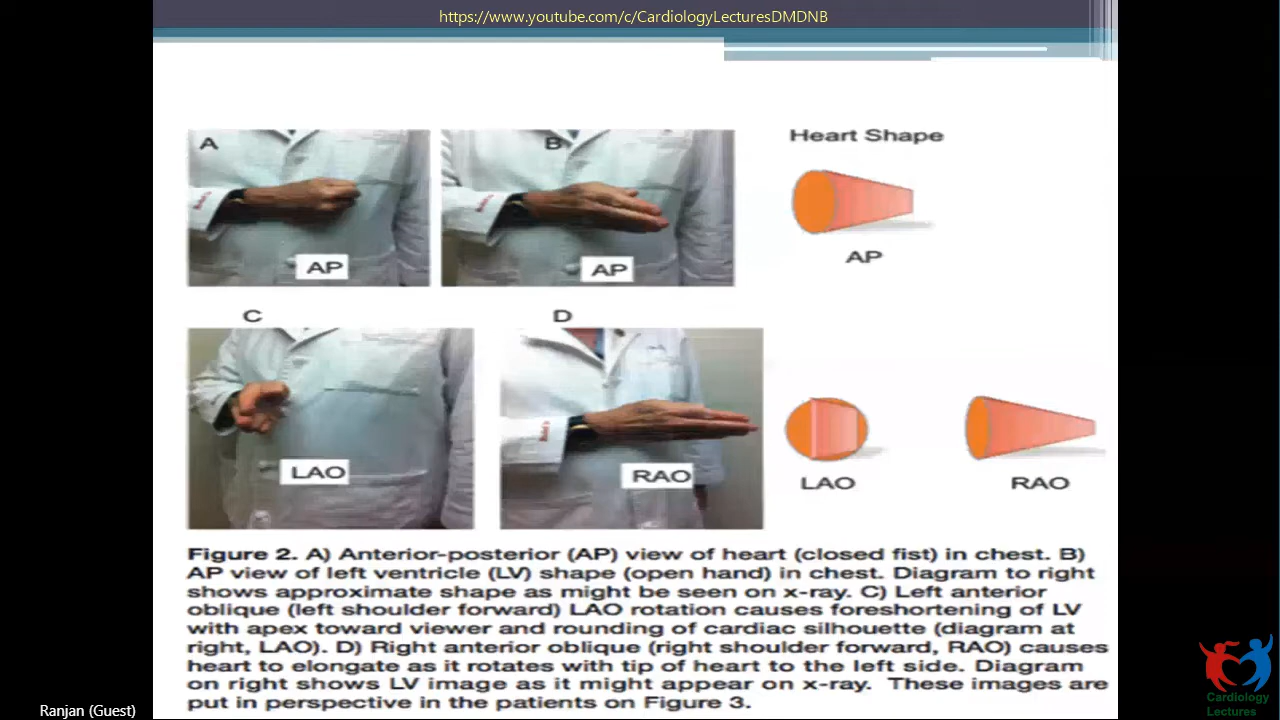 https://www.youtube.com/c/CardiologyLecturesDMDNB
A
B
Heart Shape
AP
AP
AP
C
D
LAO
RAO
LAO
RAO
Figure 2. A) Anterior-posterior (AP) view of heart (closed fist) in chest. B)
AP view of left ventricle (LV) shape (open hand) in chest. Diagram to right
shows approximate shape as might be seen on x-ray. C) Left anterior
oblique (left shoulder forward) LAO rotation causes foreshortening of LV
with apex toward viewer and rounding of cardiac silhouette (diagram at
right, LAO). D) Right anterior oblique (right shoulder forward, RAO) causes
heart to elongate as it rotates with tip of heart to the left side. Diagram
on right shows LV image as it might appear on x-ray. These images are
put in perspective in the patients on Figure 3.
Ranjan (Guest)
Cardiology
Lectures